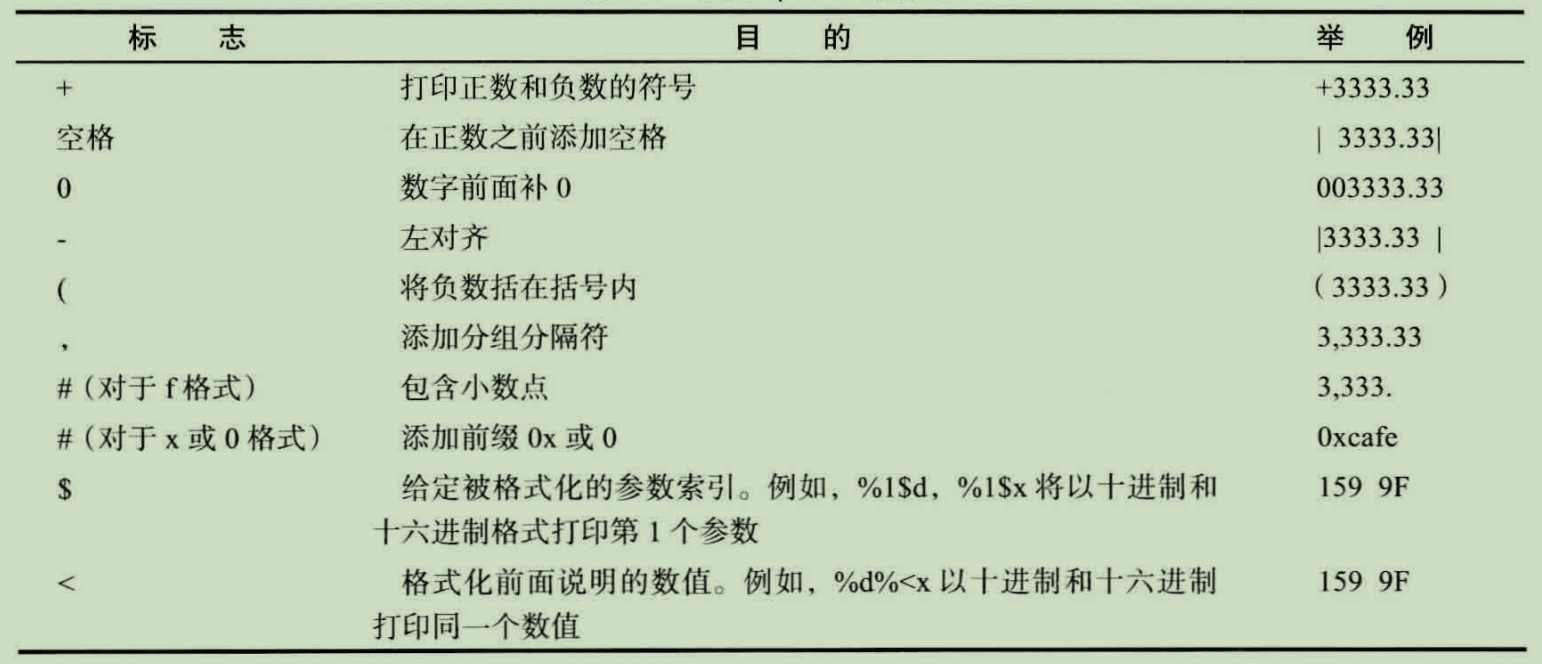 标 志 目 的 举 例
+ 打印正数和负数的符号 +3333.33
空格 在正数之前添加空格 | 3333.33|
0 数字前面补 0 003333.33
- 左对齐 |3333.33 |
( 将负数括在括号内 ( 3333.33 )
, 添加分组分隔符 3,333.33
# (对于 f 格式) 包含小数点 3,333.
# (对于 x 或 0 格式) 添加前缀 0x 或 0 0xcafe
$ 给定被格式化的参数索引。例如, %1$d, %1$x 将以十进制和 159 9F
十六进制格式打印第 1 个参数
< 格式化前面说明的数值。例如, %d%<x 以十进制和十六进制 159 9F
打印同一个数值